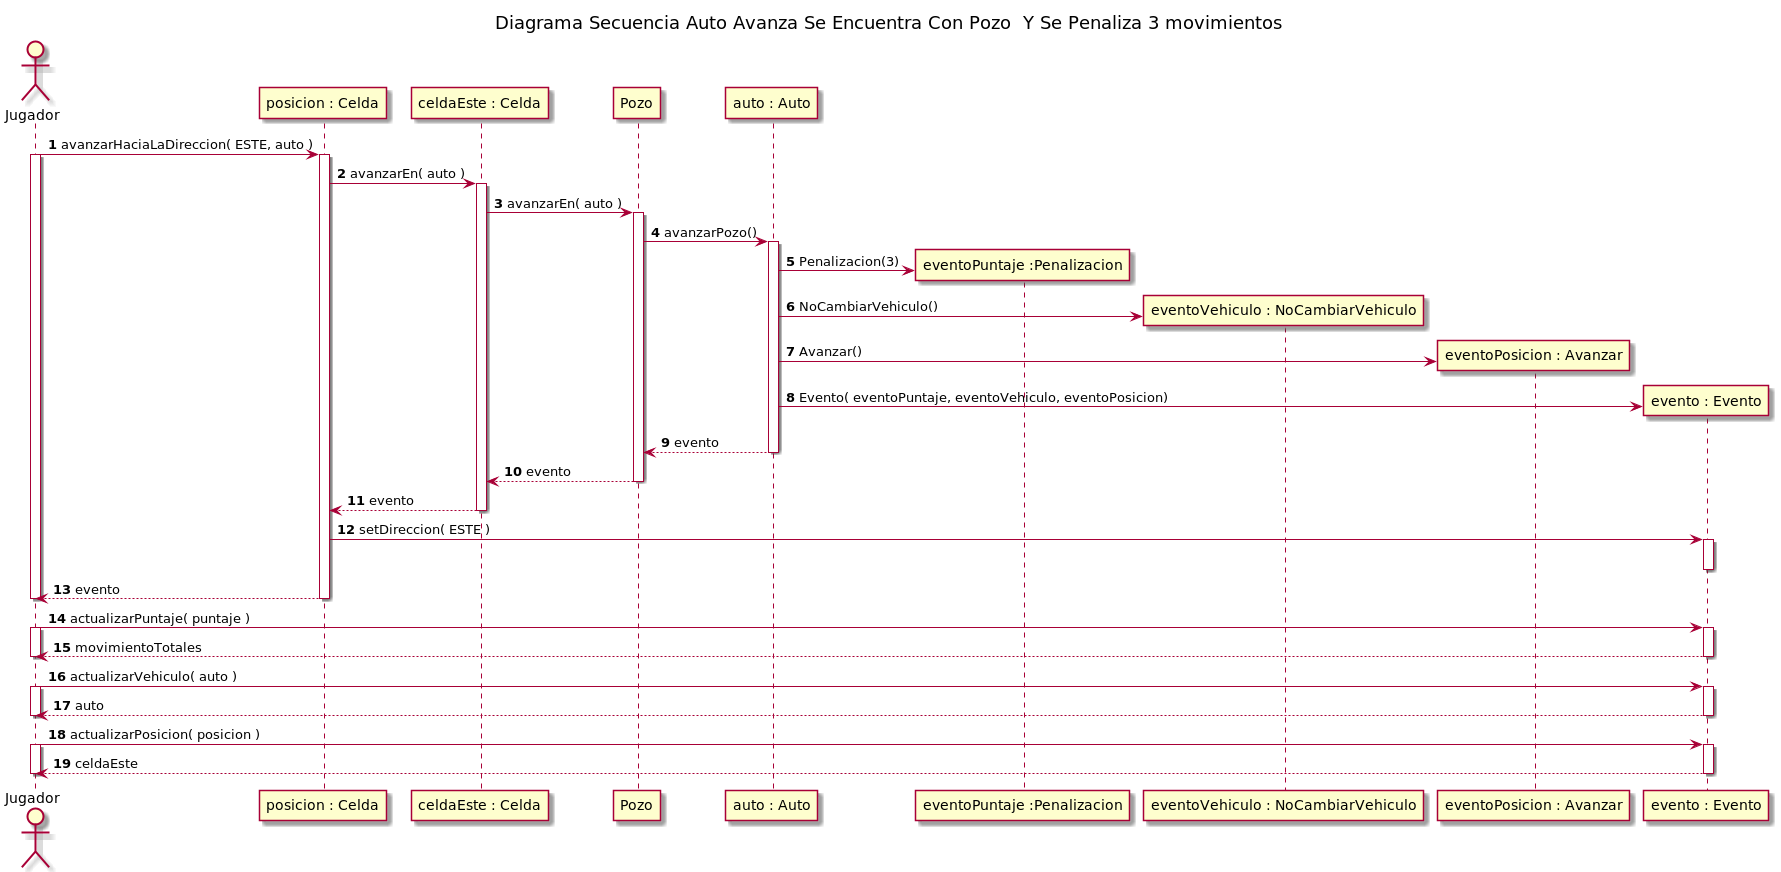 Diagrama Secuencia Auto Avanza Se Encuentra Con Pozo  Y Se Penaliza 3 movimientos
Jugador
posicion : Celda
celdaEste : Celda
Pozo
auto : Auto
1 avanzarHaciaLaDireccion( ESTE, auto )
2 avanzarEn( auto )
3 avanzarEn( auto )
4 avanzarPozo()
5 Penalizacion(3)
eventoPuntaje :Penalizacion
6 NoCambiarVehiculo()
eventoVehiculo : NoCambiarVehiculo
7 Avanzar()
eventoPosicion : Avanzar
8 Evento( eventoPuntaje, eventoVehiculo, eventoPosicion)
evento : Evento
9 evento
10 evento
11 evento
12 setDireccion( ESTE )
13 evento
14 actualizarPuntaje( puntaje )
15 movimientoTotales
16 actualizarVehiculo( auto )
17 auto
18 actualizarPosicion( posicion )
19 celdaEste
Jugador
posicion : Celda
celdaEste : Celda
Pozo
auto : Auto
eventoPuntaje :Penalizacion
eventoVehiculo : NoCambiarVehiculo
eventoPosicion : Avanzar
evento : Evento